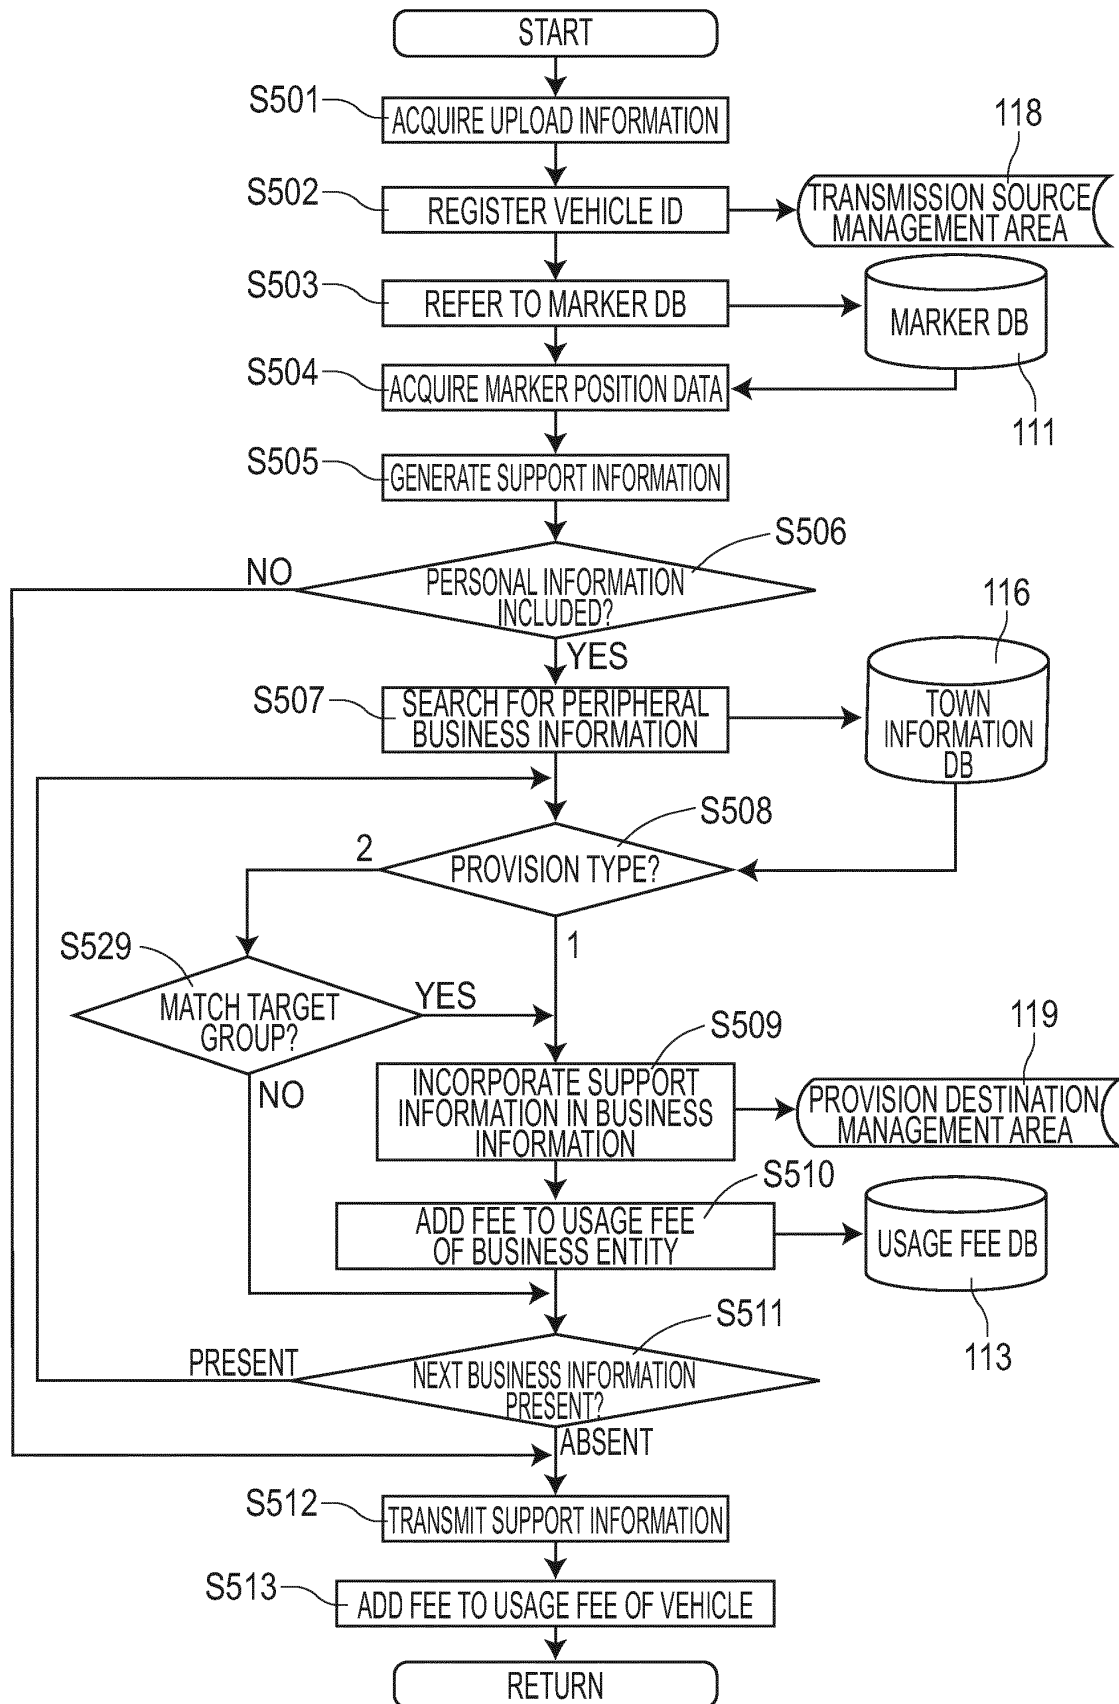 START
S501
ACQUIRE UPLOAD INFORMATION
118
S502
REGISTER VEHICLE ID
TRANSMISSION SOURCE
MANAGEMENT AREA
S503
REFER TO MARKER DB
MARKER DB
S504
ACQUIRE MARKER POSITION DATA
111
S505
GENERATE SUPPORT INFORMATION
S506
NO
PERSONAL INFORMATION
INCLUDED?
116
YES
S507
SEARCH FOR PERIPHERAL
BUSINESS INFORMATION
TOWN
INFORMATION
DB
S508
2
PROVISION TYPE?
1
S529
MATCH TARGET
GROUP?
YES
NO
S509
119
INCORPORATE SUPPORT
INFORMATION IN BUSINESS
INFORMATION
PROVISION DESTINATION
MANAGEMENT AREA
S510
ADD FEE TO USAGE FEE
OF BUSINESS ENTITY
USAGE FEE DB
S511
113
PRESENT
NEXT BUSINESS INFORMATION
PRESENT?
ABSENT
S512
TRANSMIT SUPPORT INFORMATION
S513
ADD FEE TO USAGE FEE OF VEHICLE
RETURN